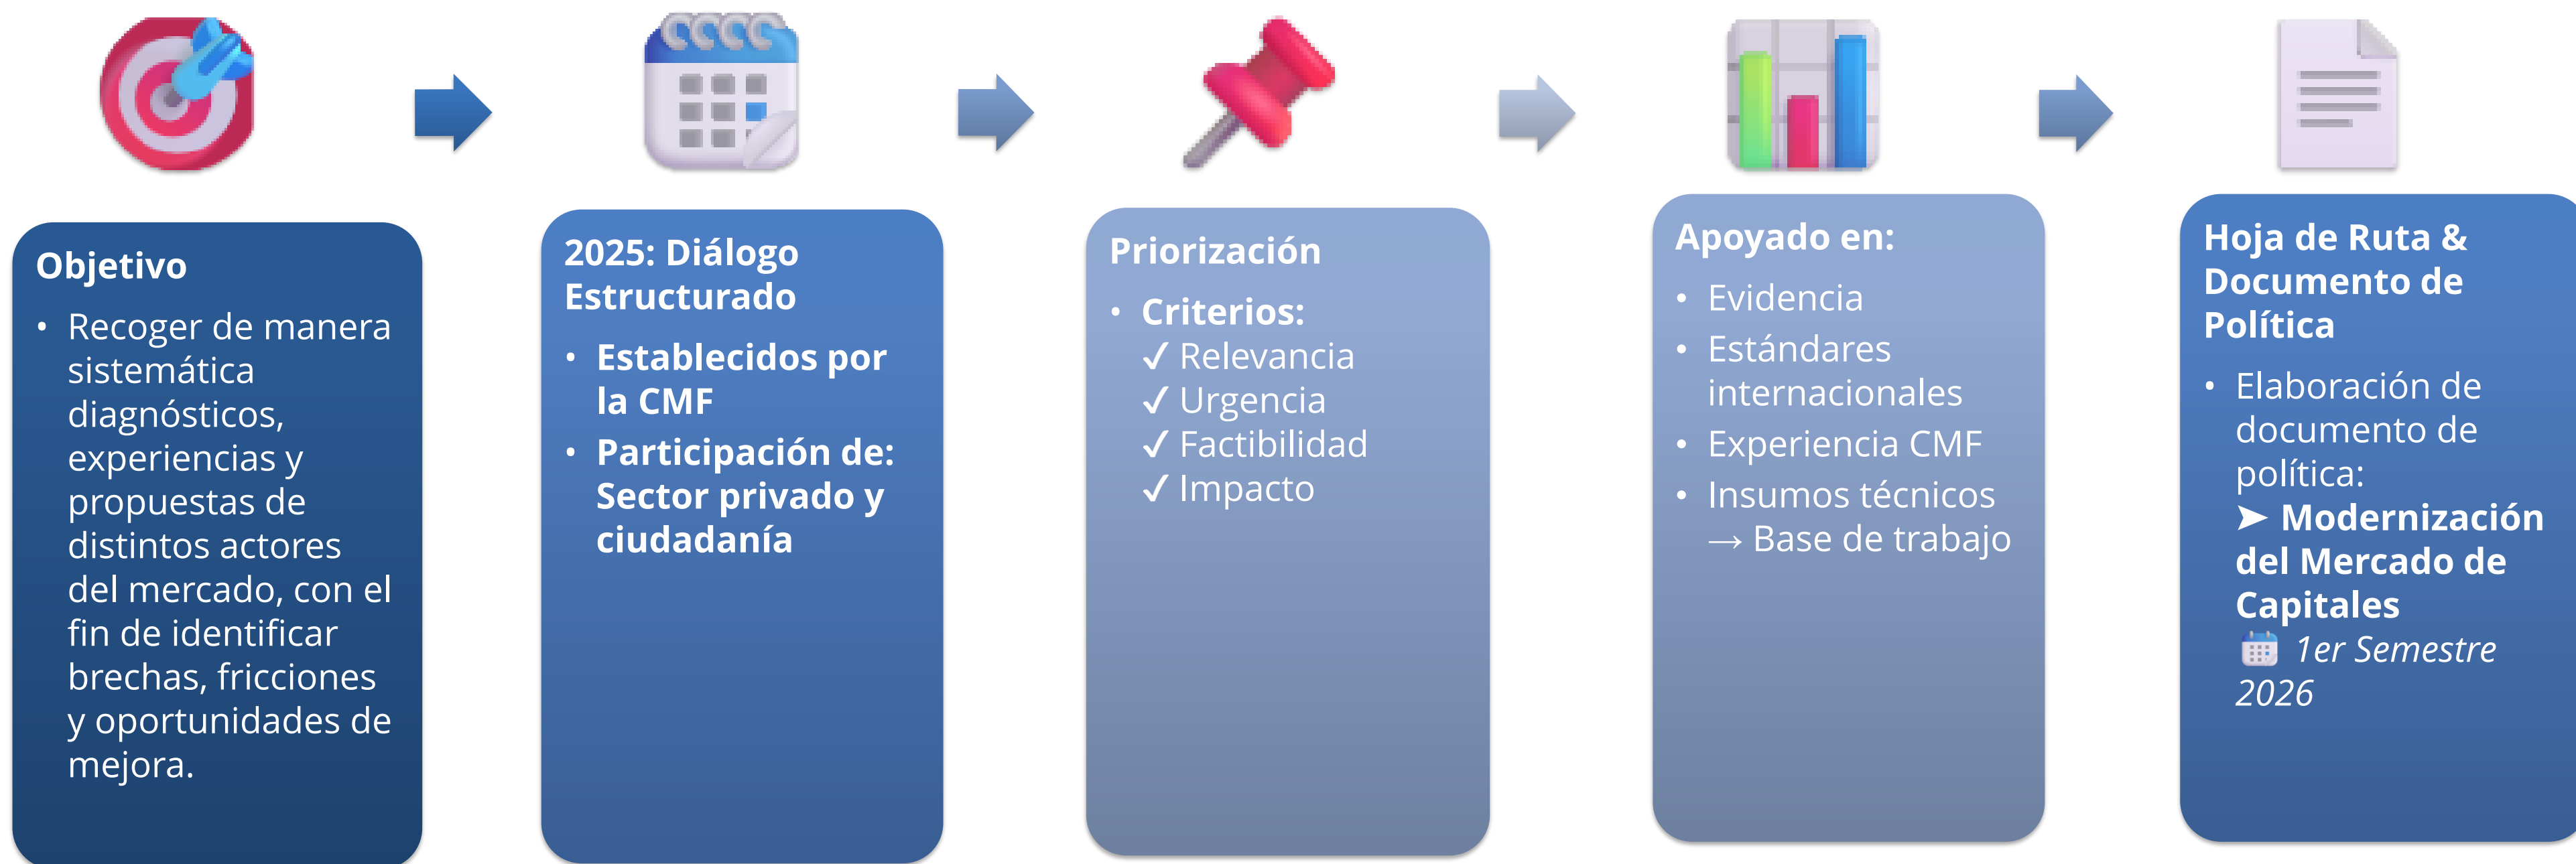 Objetivo
• Recoger de manera
sistemática
diagnósticos,
experiencias y
propuestas de
distintos actores
del mercado, con el
fin de identificar
brechas, fricciones
y oportunidades de
mejora.
2025: Diálogo
Estructurado
• Establecidos por
la CMF
• Participación de:
Sector privado y
ciudadanía
Priorización
• Criterios:
✓ Relevancia
✓ Urgencia
✓ Factibilidad
✓ Impacto
Apoyado en:
• Evidencia
• Estándares
internacionales
• Experiencia CMF
• Insumos técnicos
→ Base de trabajo
Hoja de Ruta &
Documento de
Política
• Elaboración de
documento de
política:
➤ Modernización
del Mercado de
Capitales
1er Semestre
2026